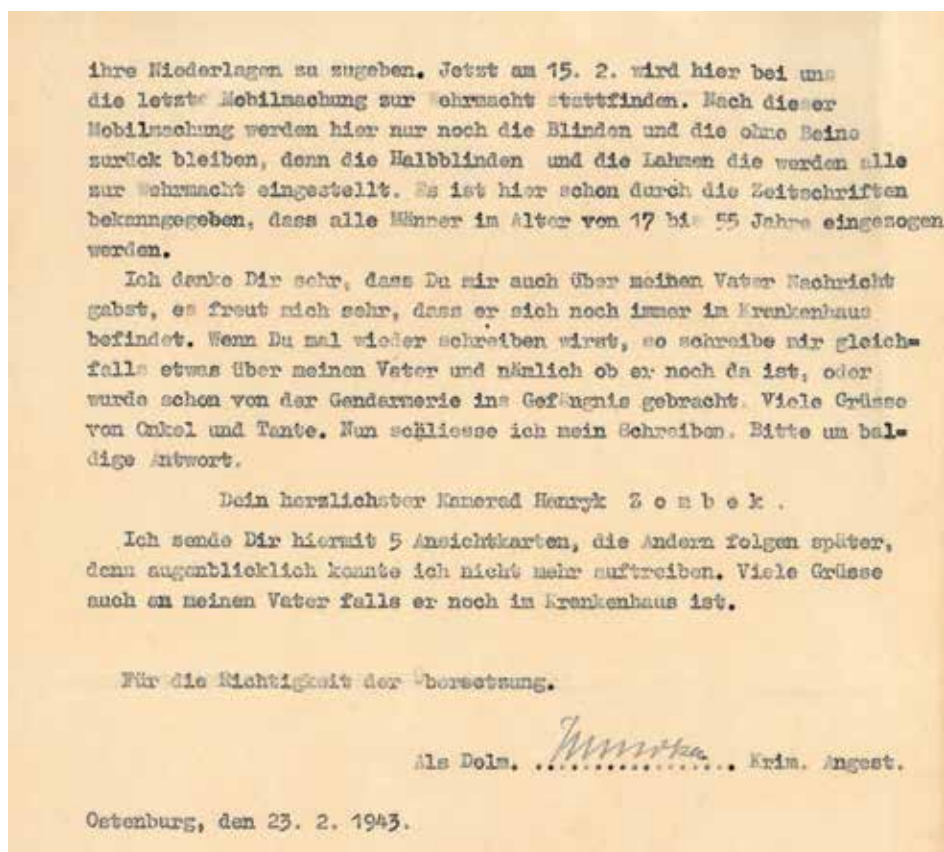 ihre Niederlagen zu zugeben. Jetzt am 15. 2. wird hier bei uns
die letzte Mobilmachung zur Wehrmacht stattfinden. Nach dieser
Mobilmachung werden hier nur noch die Blinden und die ohne Beine
zurück bleiben, denn die Halbblinden und die Lahmen die werden alle
zur Wehrmacht eingestellt. Es ist hier schon durch die Zeitschriften
bekanngegeben, dass alle Männer im Alter von 17 bis 55 Jahre eingezogen
werden.
Ich danke Dir sehr, dass Du mir auch über meinen Vater Nachricht
gabst, es freut mich sehr, dass er sich noch immer im Krankenhaus
befindet. Wenn Du mal wieder schreiben wirst, so schreibe mir gleich=
falls etwas über meinen Vater und nämlich ob er noch da ist, oder
wurde schon von der Gendarmerie ins Gefängnis gebracht. Viele Grüsse
von Onkel und Tante. Nun schliesse ich mein Schreiben. Bitte um bal=
dige Antwort.
Dein herzlichster Kamerad Henryk Z o m b e k .
Ich sende Dir hiermit 5 Ansichtkarten, die Andern folgen später,
denn augenblicklich konnte ich nicht mehr auftreiben. Viele Grüsse
auch an meinen Vater falls er noch im Krankenhaus ist.
Für die Richtigkeit der Übersetzung.
Als Dolm. .................. Krim. Angest.
Ostenburg, den 23. 2. 1943.